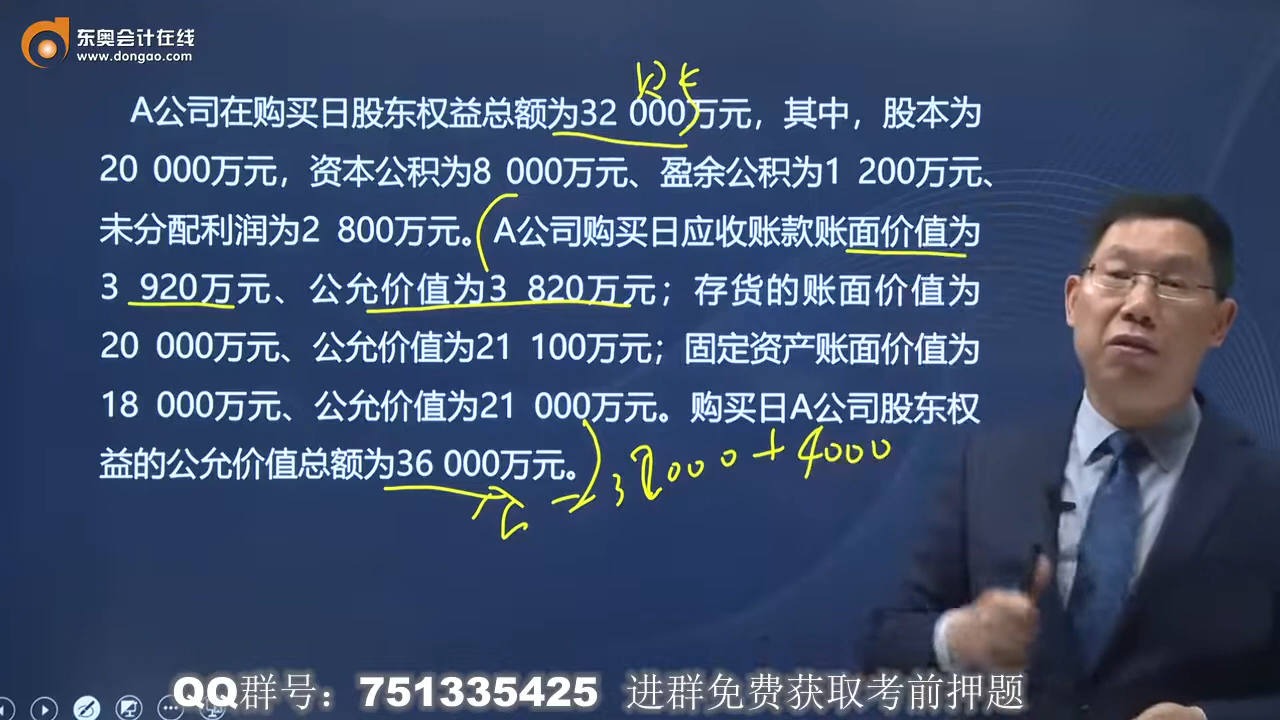 东奥会计在线
www.dongao.com
A公司在购买日股东权益总额为32 000万元，其中，股本为
20 000万元，资本公积为8 000万元、盈余公积为1 200万元、
未分配利润为2 800万元。A公司购买日应收账款账面价值为
3 920万元、公允价值为3 820万元；存货的账面价值为
20 000万元、公允价值为21 100万元；固定资产账面价值为
18 000万元、公允价值为21 000万元。购买日A公司股东权
益的公允价值总额为36 000万元。
32000+4000
QQ群号：751335425 进群免费获取考前押题